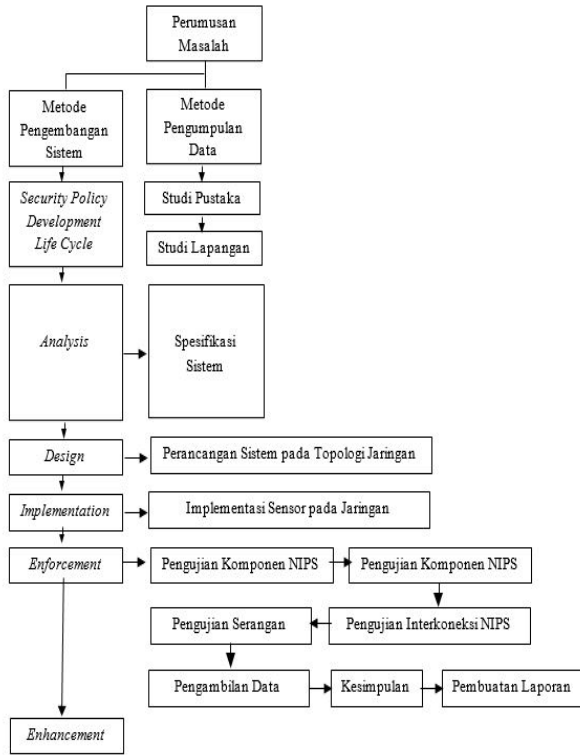 Perumusan
Masalah
Metode
Pengembangan
Sistem
Metode
Pengumpulan
Data
Security Policy
Development
Life Cycle
Studi Pustaka
Studi Lapangan
Analysis
Spesifikasi
Sistem
Design
Perancangan Sistem pada Topologi Jaringan
Implementation
Implementasi Sensor pada Jaringan
Enforcement
Pengujian Komponen NIPS
Pengujian Komponen NIPS
Pengujian Serangan
Pengujian Interkoneksi NIPS
Pengambilan Data
Kesimpulan
Pembuatan Laporan
Enhancement